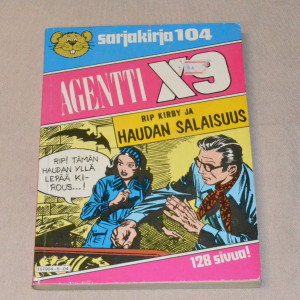 sarjakirja 104
AGENTTI X9
RIP KIRBY JA
HAUDAN SALAISUUS
RIP! TÄMÄN
HAUDAN YLLÄ
LEPÄÄ KI-
ROUS...!
128 sivua!